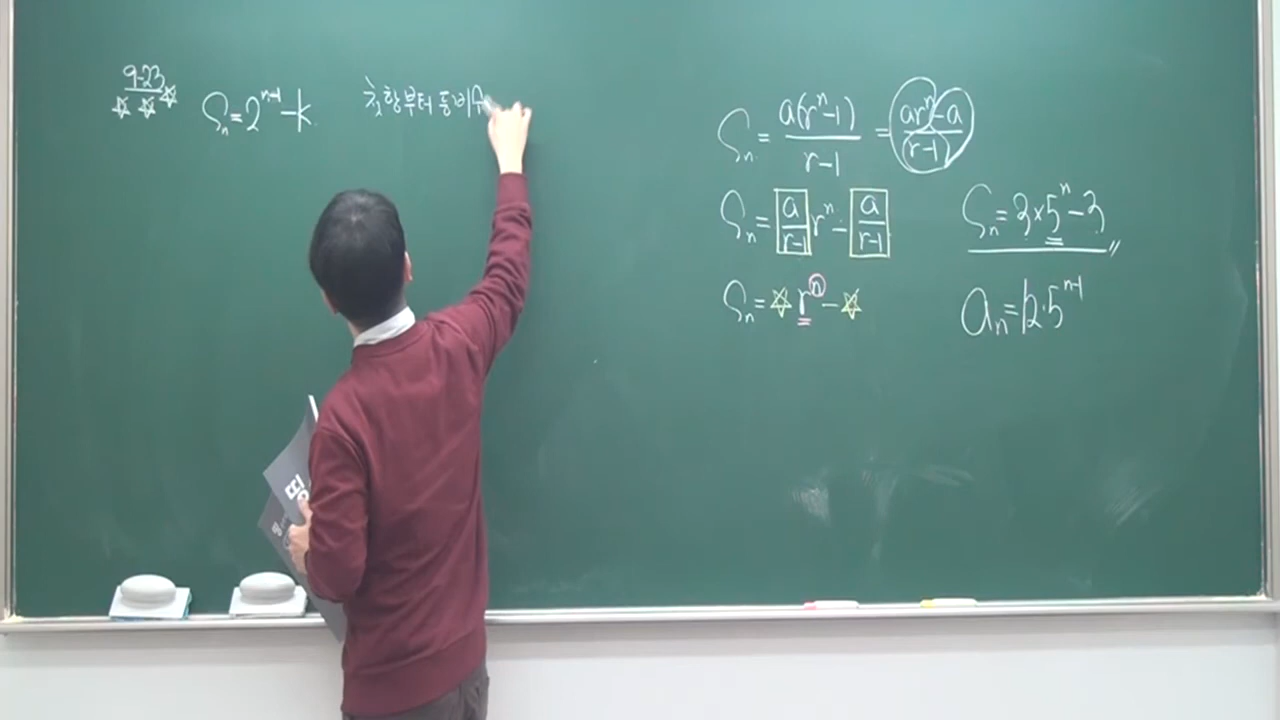 9-23
☆☆☆ Sₙ=2ⁿ⁻¹-k 첫항부터 등비수
Sₙ = a(rⁿ-1)/(r-1) = (arⁿ-a)/(r-1)
Sₙ = a/(r-1) rⁿ - a/(r-1)
Sₙ = ☆ rⁿ - ☆
Sₙ=3×5ⁿ-3
aₙ=12·5ⁿ⁻¹
띵